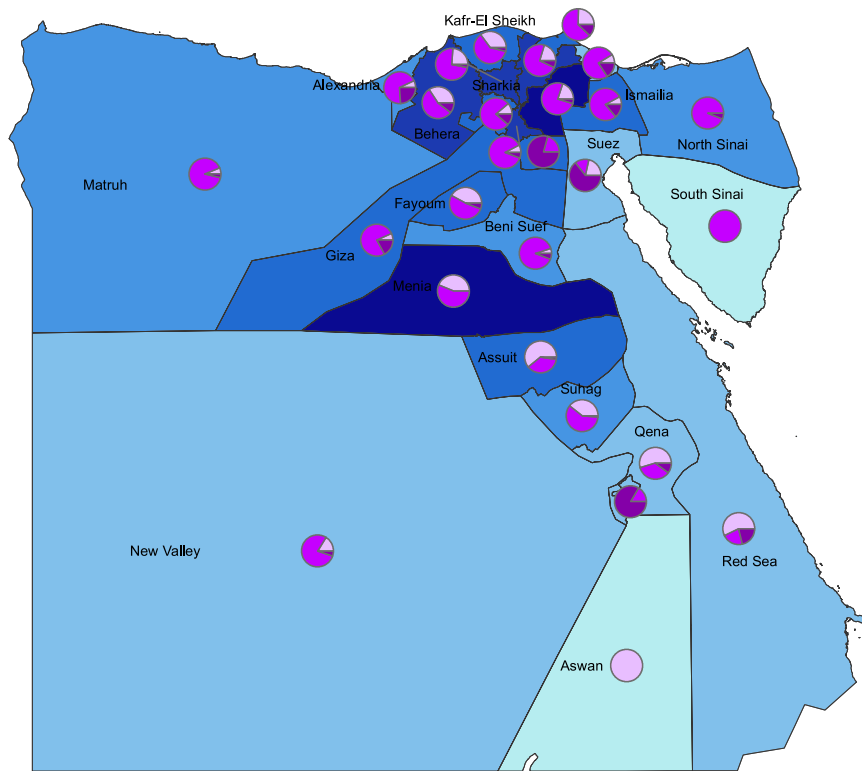 Kafr-El Sheikh
Alexandria
Sharkia
Ismailia
Behera
Suez
North Sinai
Matruh
South Sinai
Fayoum
Beni Suef
Giza
Menia
Assuit
Suhag
Qena
New Valley
Red Sea
Aswan